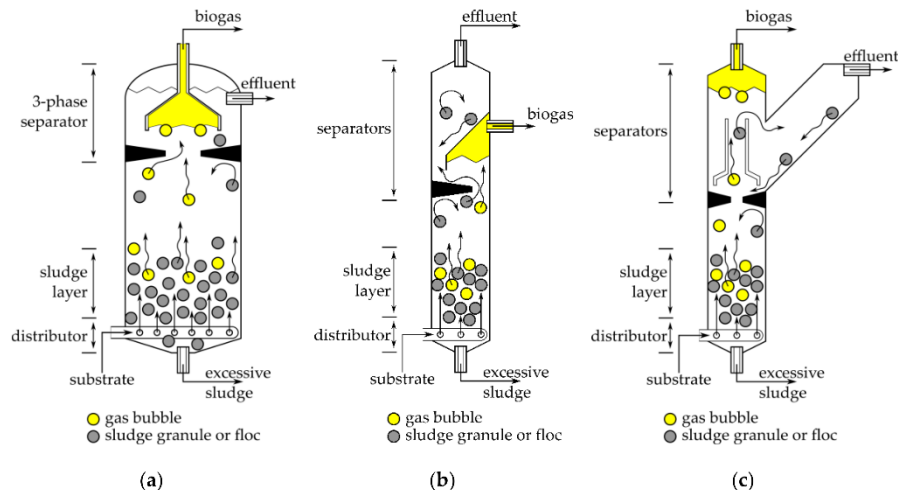 biogas
effluent
3-phase
separator
sludge
layer
distributor
substrate
excessive
sludge
gas bubble
sludge granule or floc
(a)
effluent
biogas
separators
sludge
layer
distributor
substrate
excessive
sludge
gas bubble
sludge granule or floc
(b)
biogas
effluent
separators
sludge
layer
distributor
substrate
excessive
sludge
gas bubble
sludge granule or floc
(c)